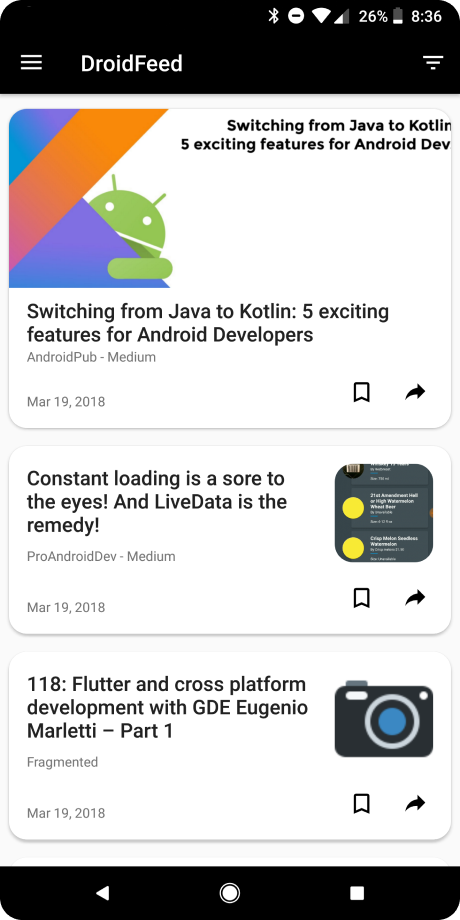 26% 8:36
DroidFeed
Switching from Java to Kotlin
5 exciting features for Android Dev
Switching from Java to Kotlin: 5 exciting
features for Android Developers
AndroidPub - Medium
Mar 19, 2018
Constant loading is a sore to
the eyes! And LiveData is the
remedy!
21st Amendment Hell
or High Watermelon
Wheat Beer
Crisp Melon Seedless
Watermelon
ProAndroidDev - Medium
Mar 19, 2018
118: Flutter and cross platform
development with GDE Eugenio
Marletti – Part 1
Fragmented
Mar 19, 2018